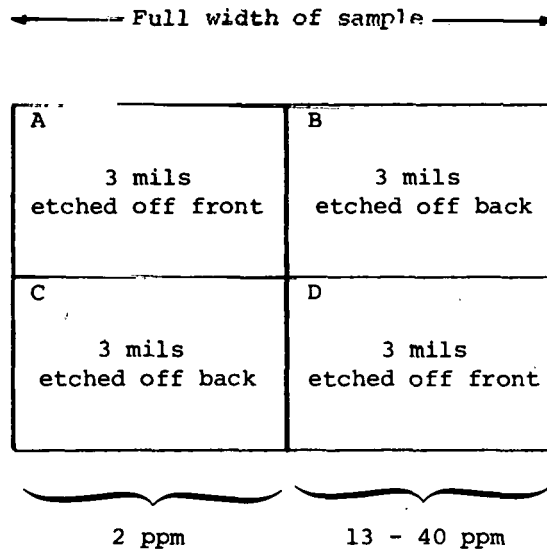 Full width of sample
A
3 mils
etched off front
B
3 mils
etched off back
C
3 mils
etched off back
D
3 mils
etched off front
2 ppm
13 - 40 ppm